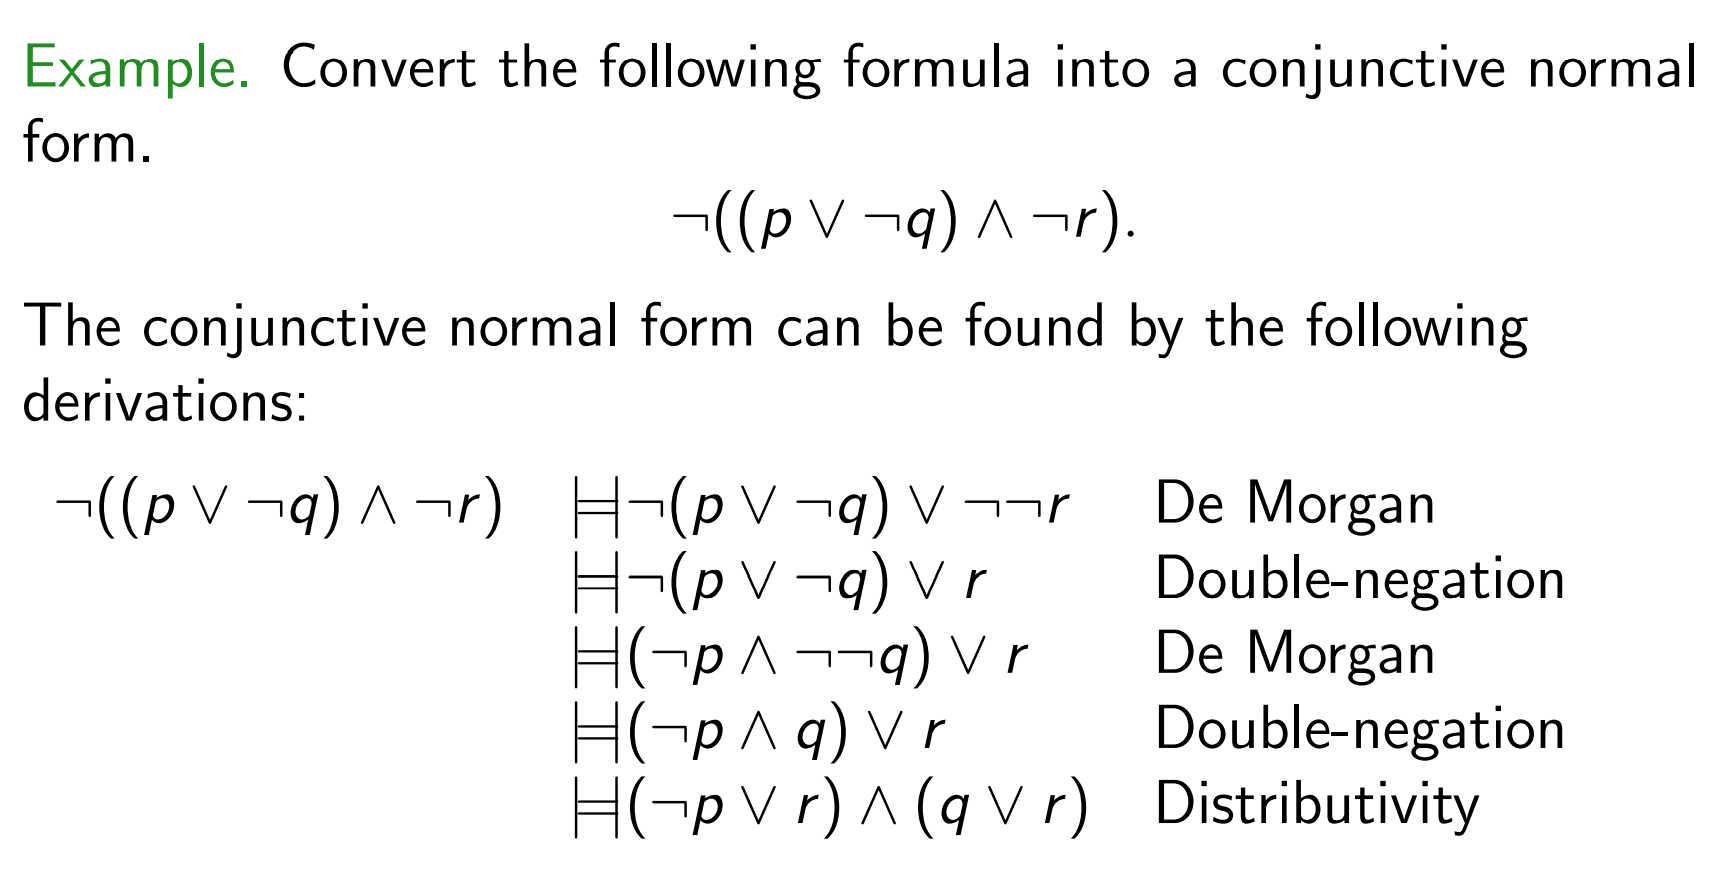 Example. Convert the following formula into a conjunctive normal
form.
¬((p ∨ ¬q) ∧ ¬r).
The conjunctive normal form can be found by the following
derivations:
¬((p ∨ ¬q) ∧ ¬r) |=| ¬(p ∨ ¬q) ∨ ¬¬r De Morgan
|=| ¬(p ∨ ¬q) ∨ r Double-negation
|=| (¬p ∧ ¬¬q) ∨ r De Morgan
|=| (¬p ∧ q) ∨ r Double-negation
|=| (¬p ∨ r) ∧ (q ∨ r) Distributivity